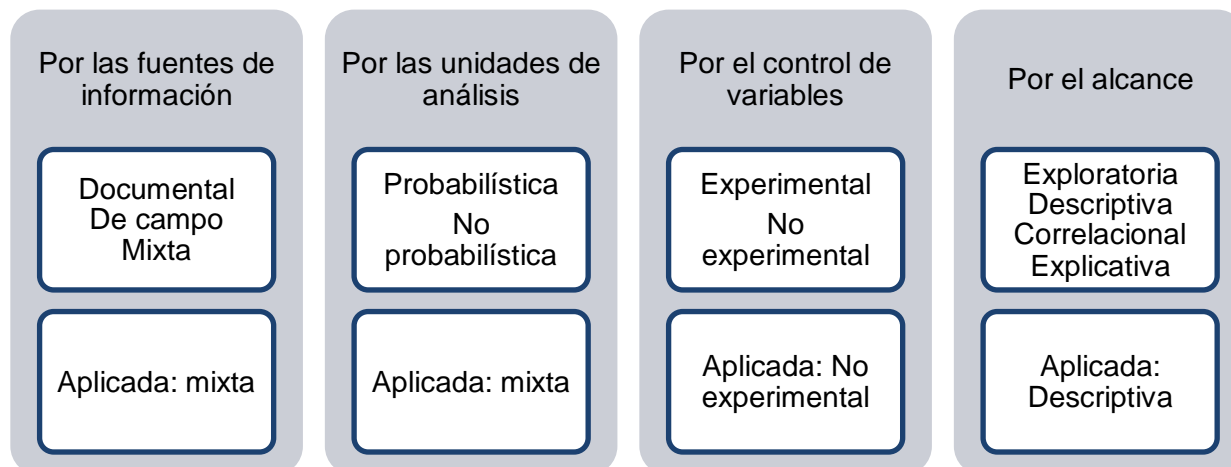 Por las fuentes de
información
Documental
De campo
Mixta
Aplicada: mixta
Por las unidades de
análisis
Probabilística
No
probabilística
Aplicada: mixta
Por el control de
variables
Experimental
No
experimental
Aplicada: No
experimental
Por el alcance
Exploratoria
Descriptiva
Correlacional
Explicativa
Aplicada:
Descriptiva